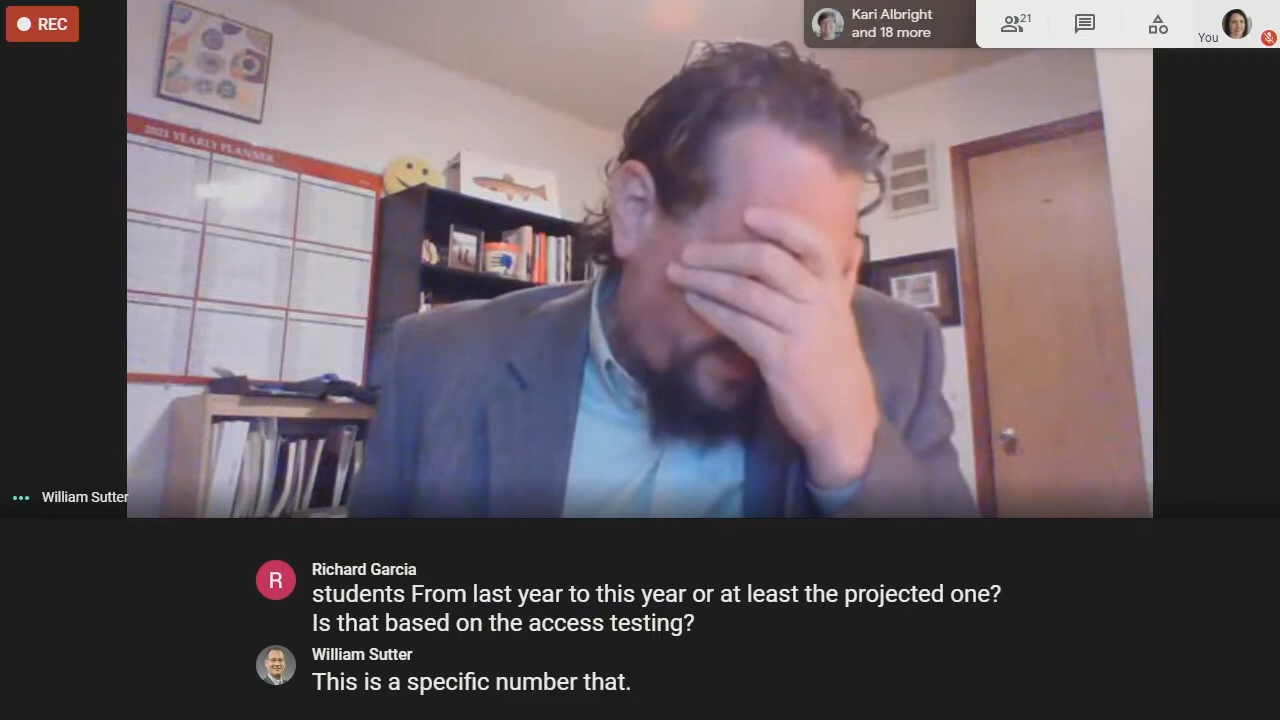 REC
Kari Albright
and 18 more
21
You
2021 YEARLY PLANNER
William Sutter
R
Richard Garcia
students From last year to this year or at least the projected one?
Is that based on the access testing?
William Sutter
This is a specific number that.